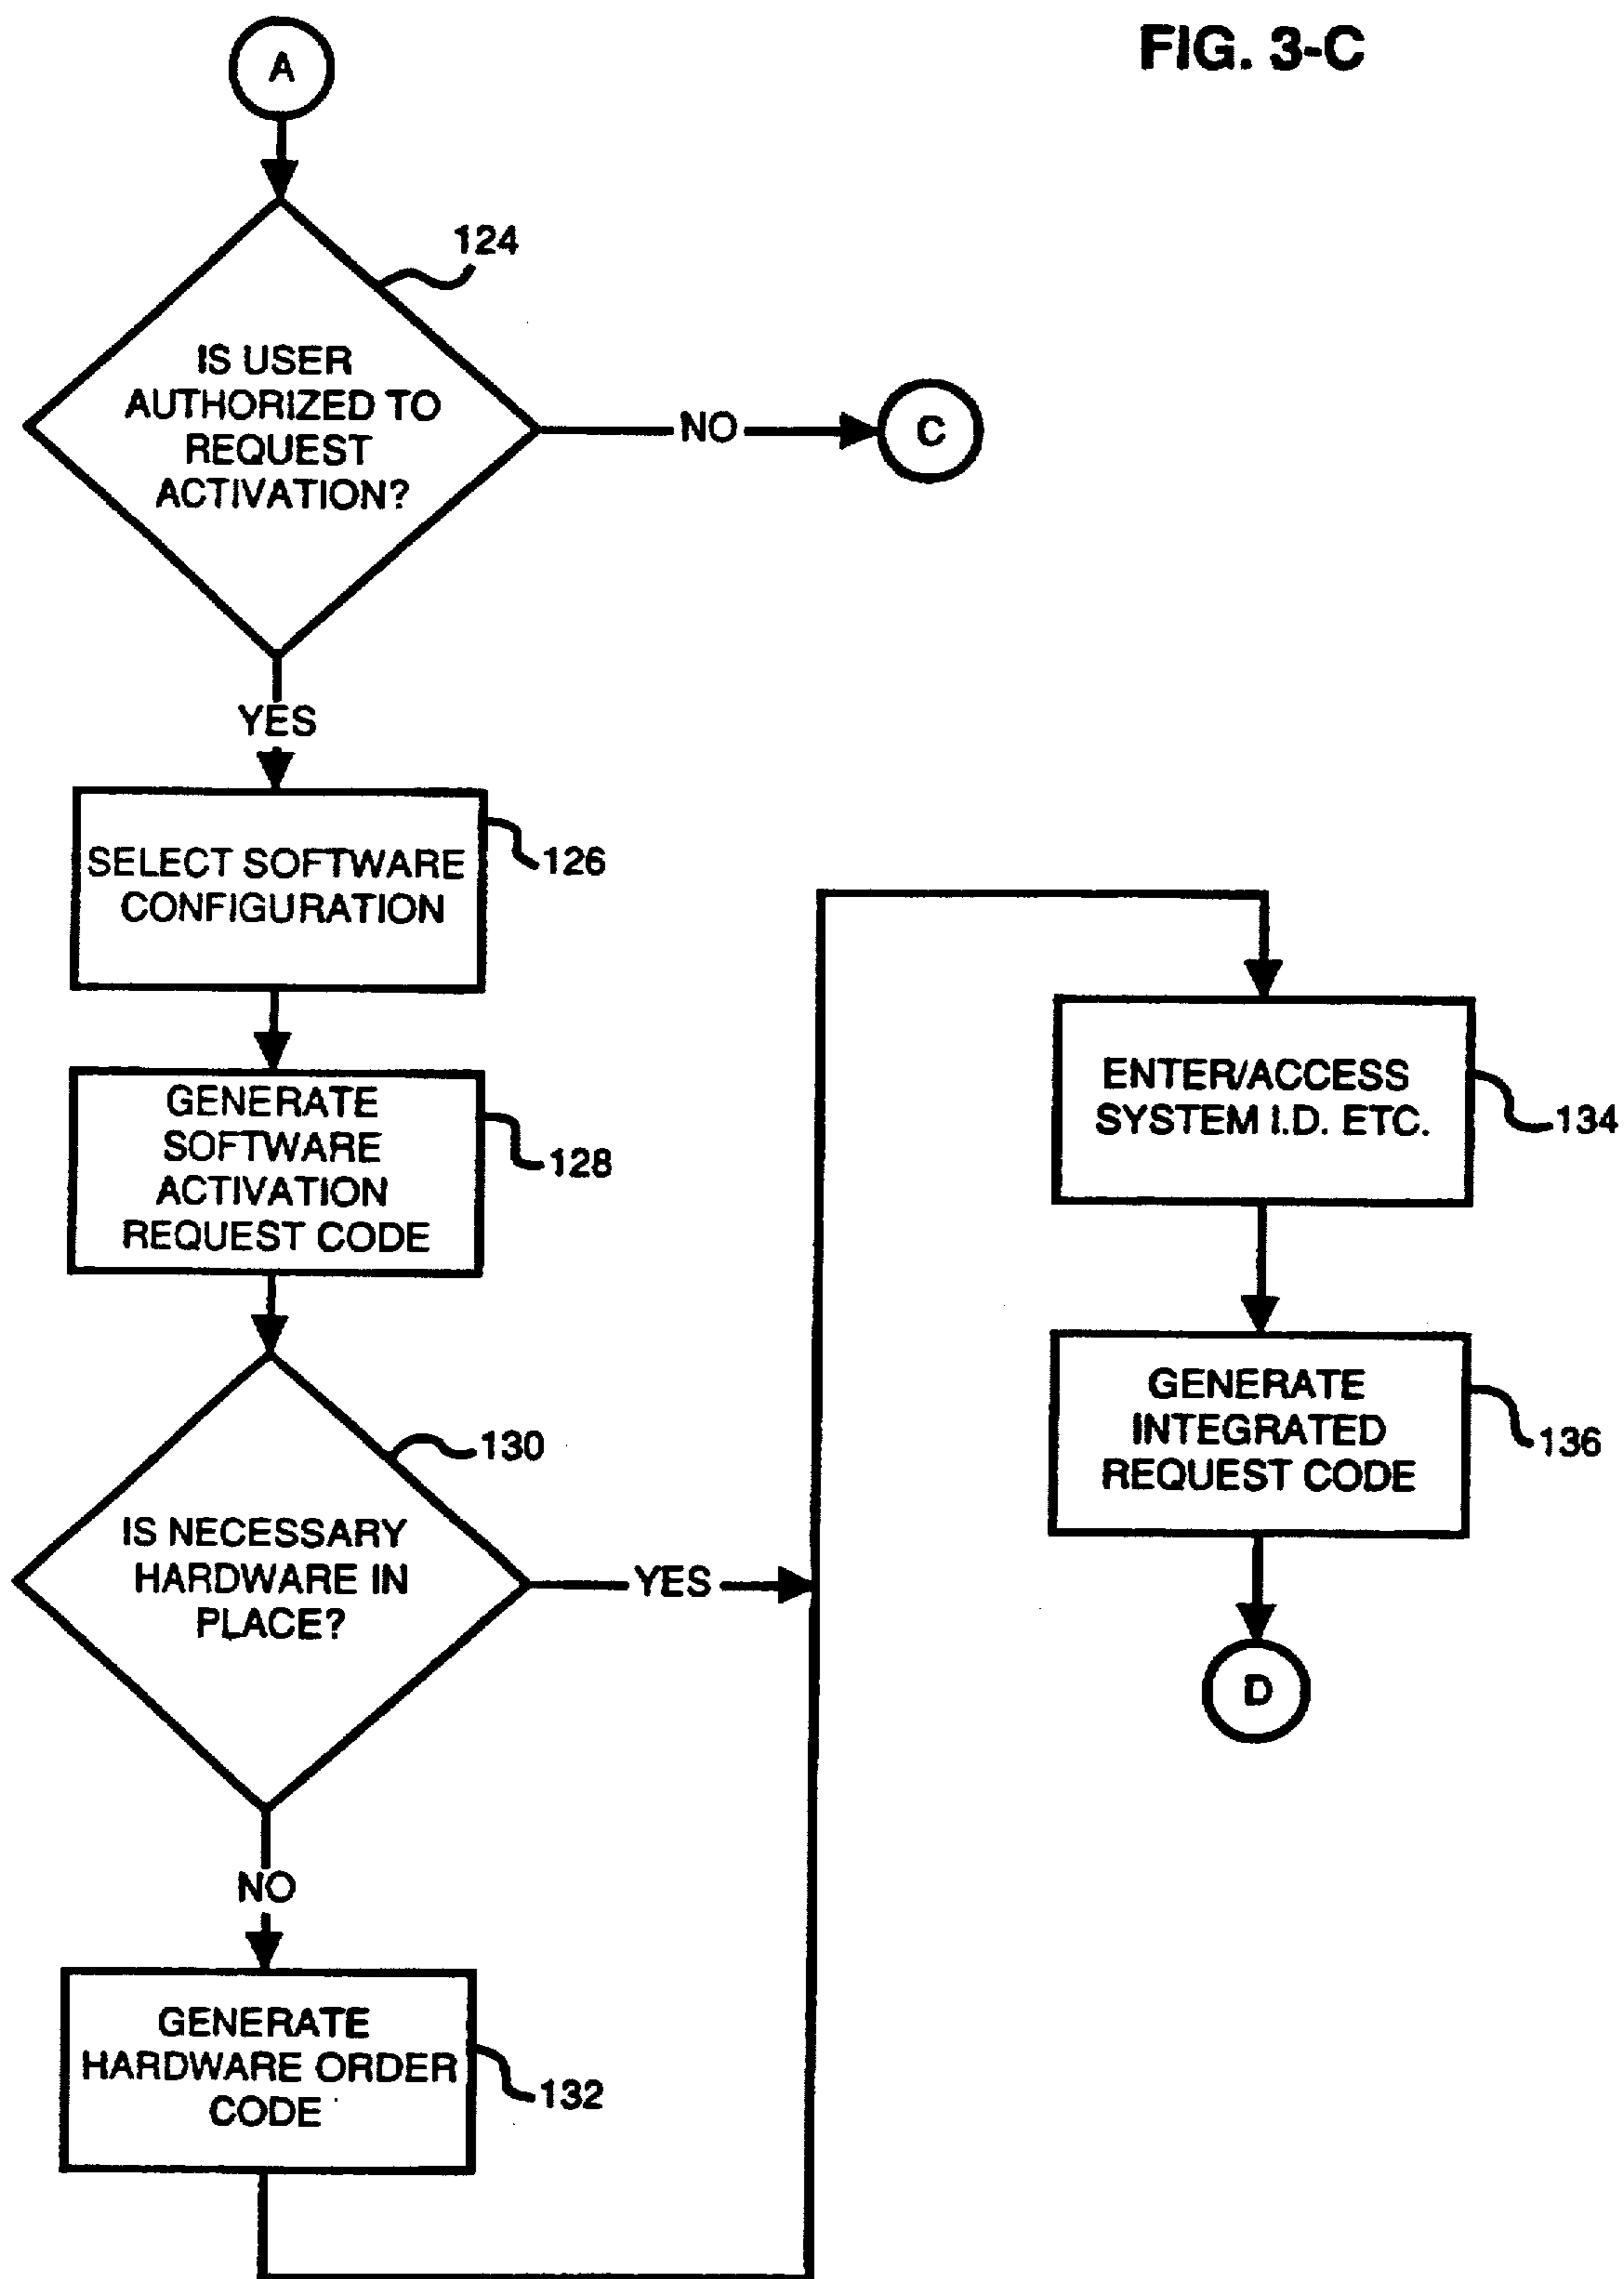 FIG. 3-C
A
124
IS USER
AUTHORIZED TO
REQUEST
ACTIVATION?
NO
C
YES
SELECT SOFTWARE
CONFIGURATION
126
GENERATE
SOFTWARE
ACTIVATION
REQUEST CODE
128
130
IS NECESSARY
HARDWARE IN
PLACE?
YES
NO
GENERATE
HARDWARE ORDER
CODE
132
ENTER/ACCESS
SYSTEM I.D. ETC.
134
GENERATE
INTEGRATED
REQUEST CODE
136
D